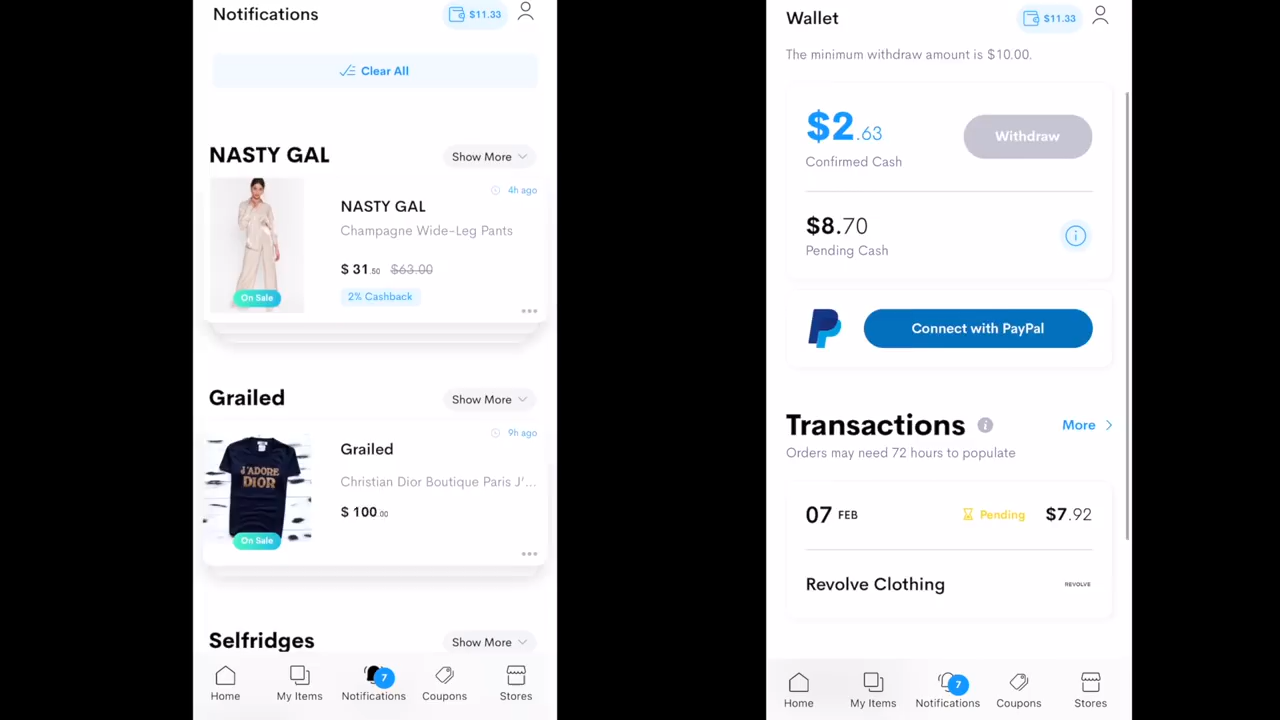 Notifications
$11.33
Clear All
NASTY GAL
Show More
4h ago
NASTY GAL
Champagne Wide-Leg Pants
$ 31.50 $63.00
2% Cashback
On Sale
Grailed
Show More
9h ago
Grailed
Christian Dior Boutique Paris J'...
$ 100.00
J'ADORE
DIOR
On Sale
Selfridges
Show More
7
Home
My Items
Notifications
Coupons
Stores
Wallet
$11.33
The minimum withdraw amount is $10.00.
$2.63
Confirmed Cash
Withdraw
$8.70
Pending Cash
Connect with PayPal
Transactions
More
Orders may need 72 hours to populate
07 FEB
Pending
$7.92
Revolve Clothing
REVOLVE
7
Home
My Items
Notifications
Coupons
Stores